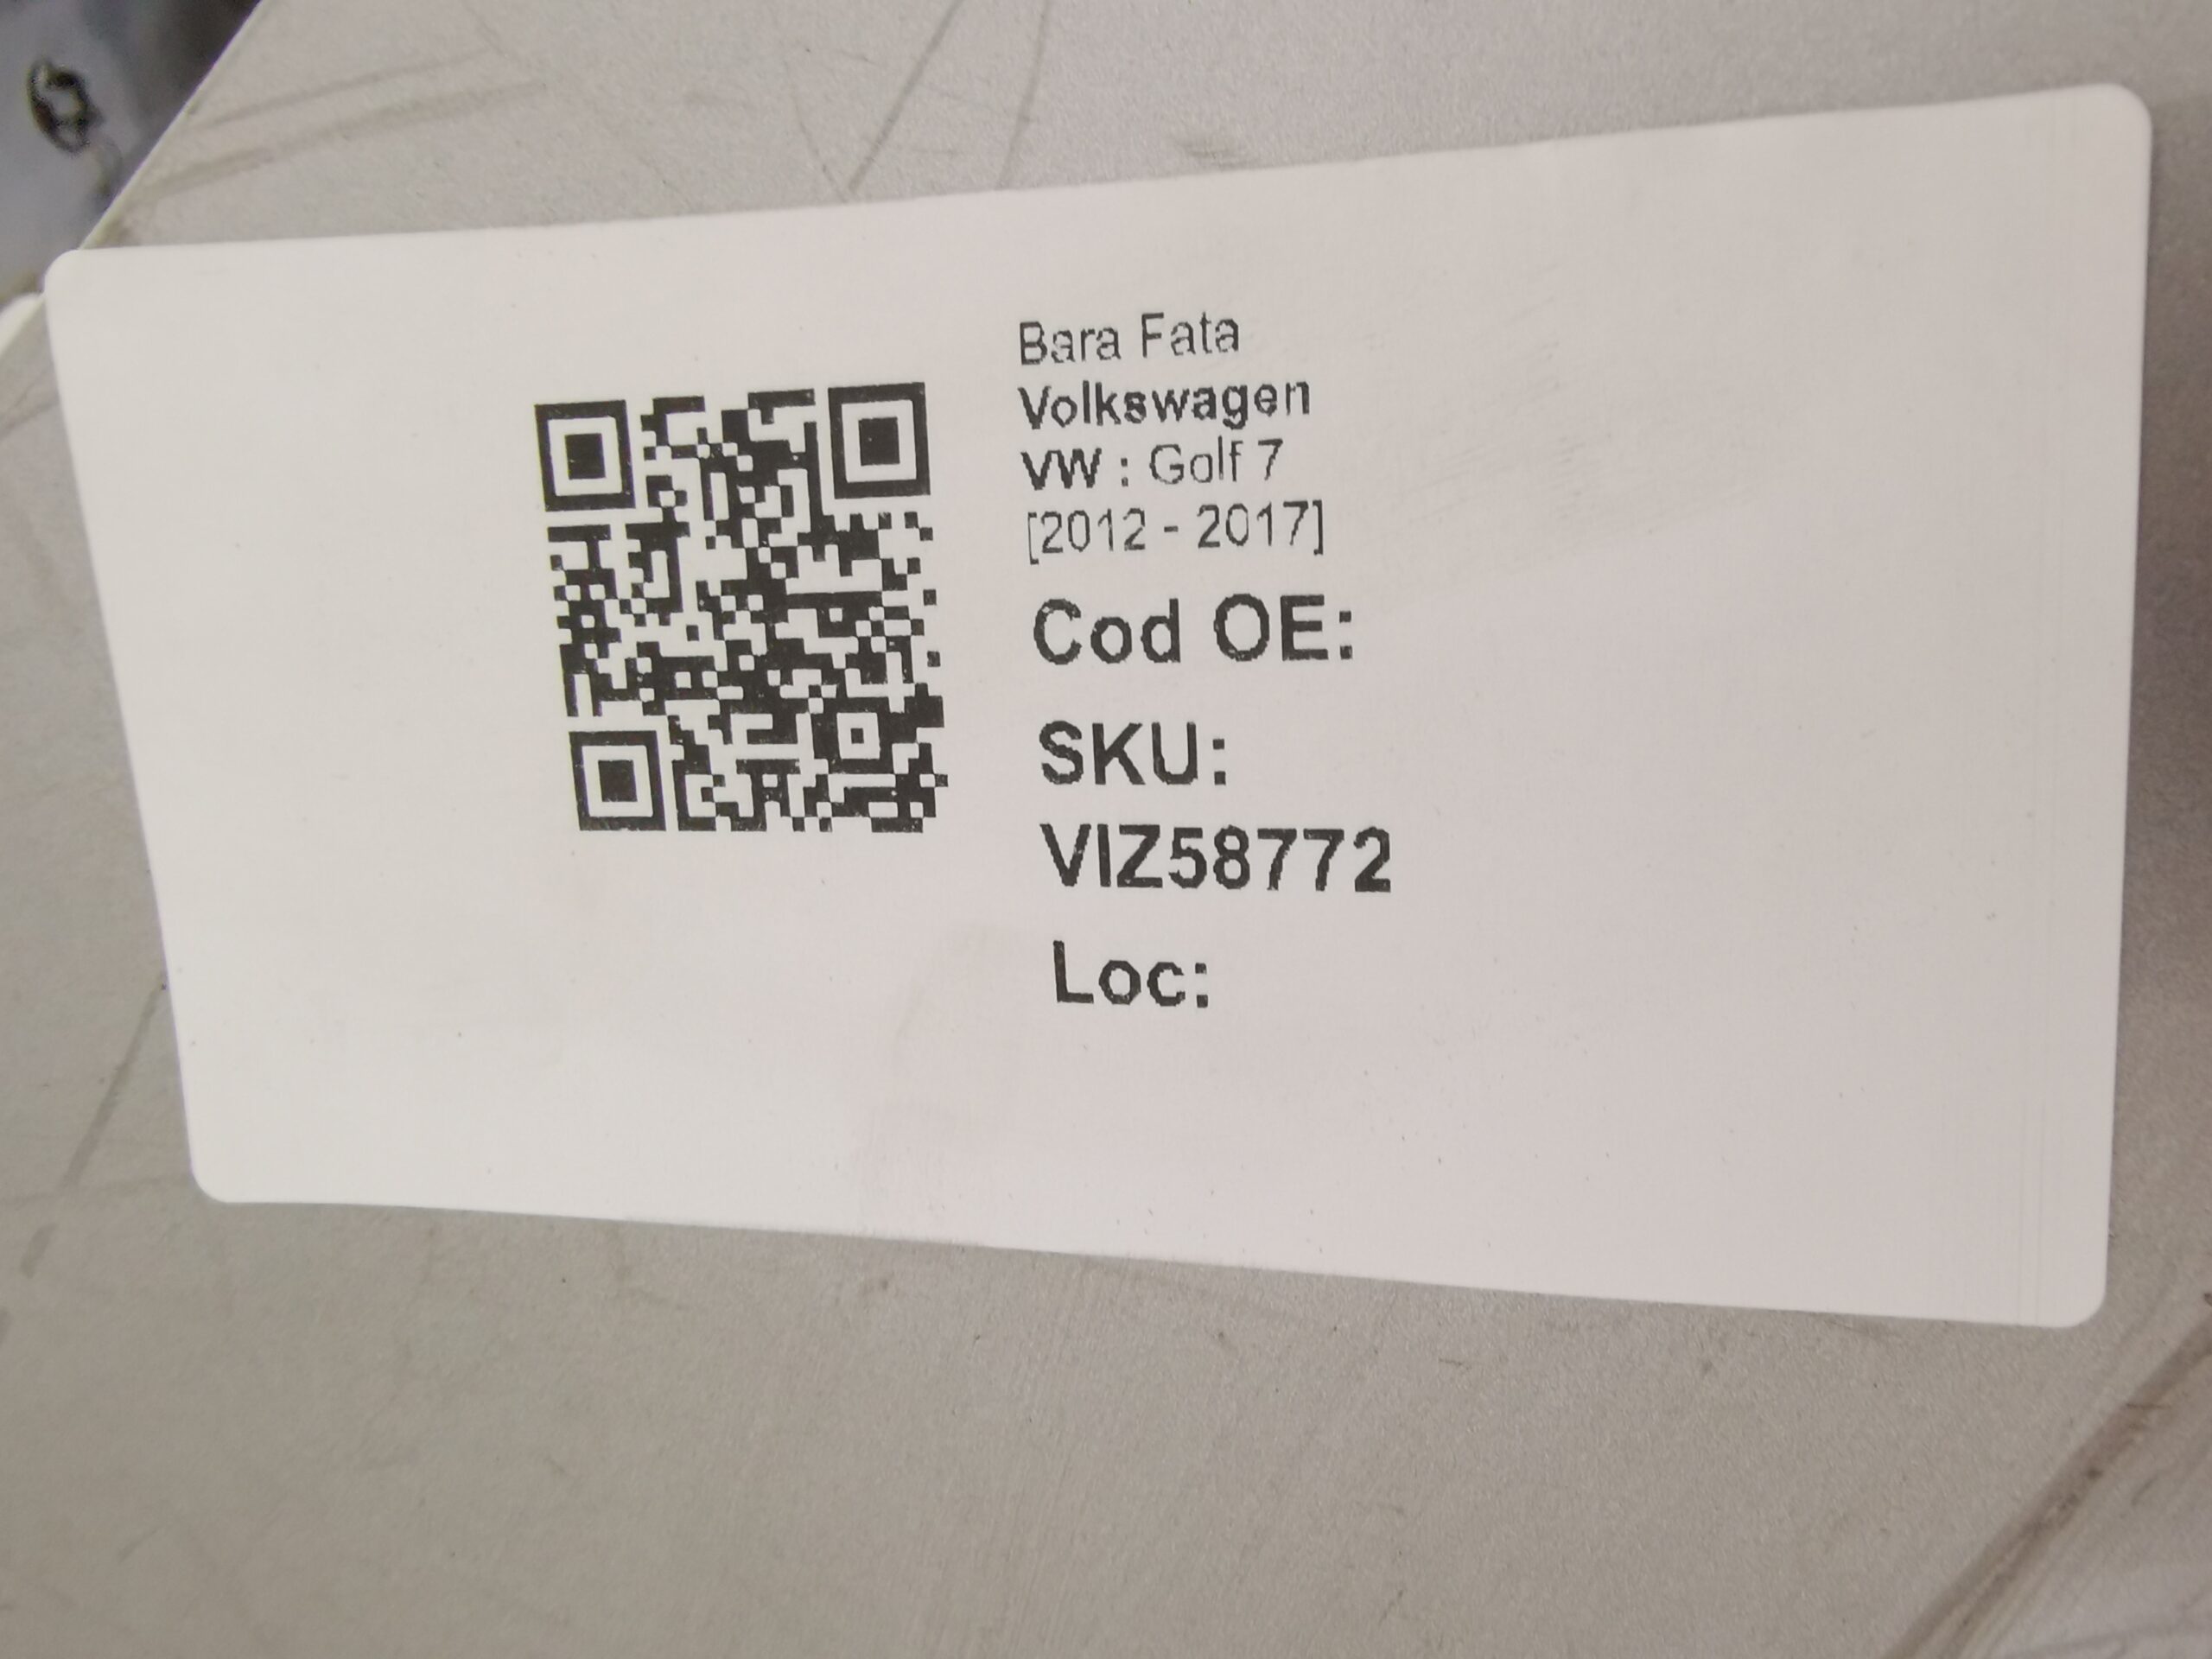 Bara Fata
Volkswagen
VW : Golf 7
[2012 - 2017]
Cod OE:
SKU:
VIZ58772
Loc: